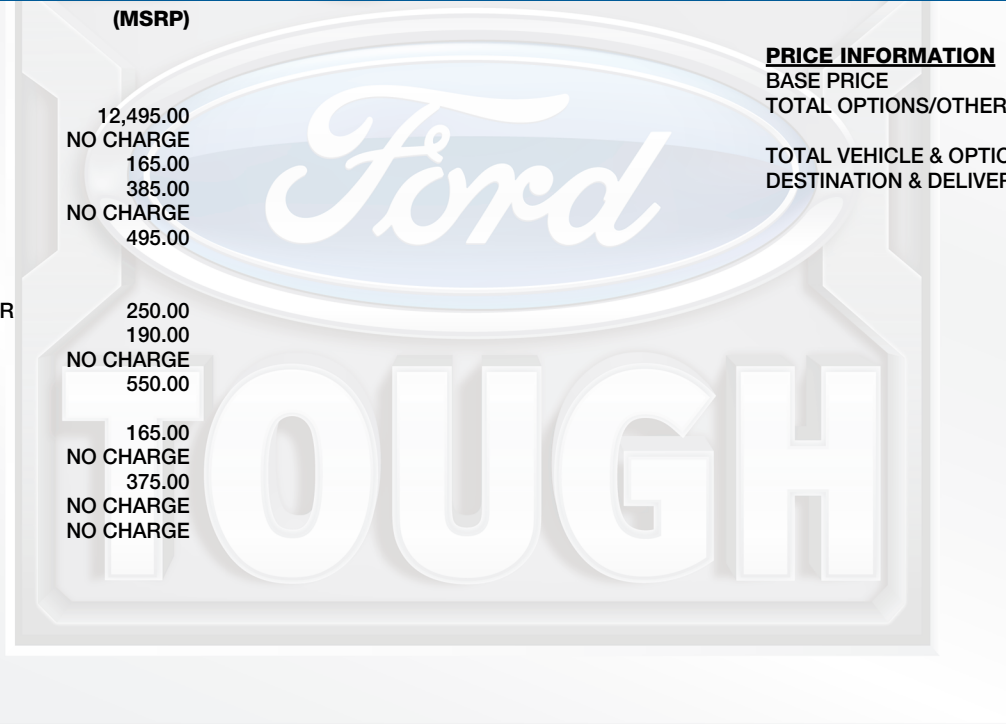 (MSRP)
12,495.00
NO CHARGE
165.00
385.00
NO CHARGE
495.00
R 250.00
190.00
NO CHARGE
550.00
165.00
NO CHARGE
375.00
NO CHARGE
NO CHARGE
PRICE INFORMATION
BASE PRICE
TOTAL OPTIONS/OTHER
TOTAL VEHICLE & OPTIO
DESTINATION & DELIVER
Ford
TOUGH